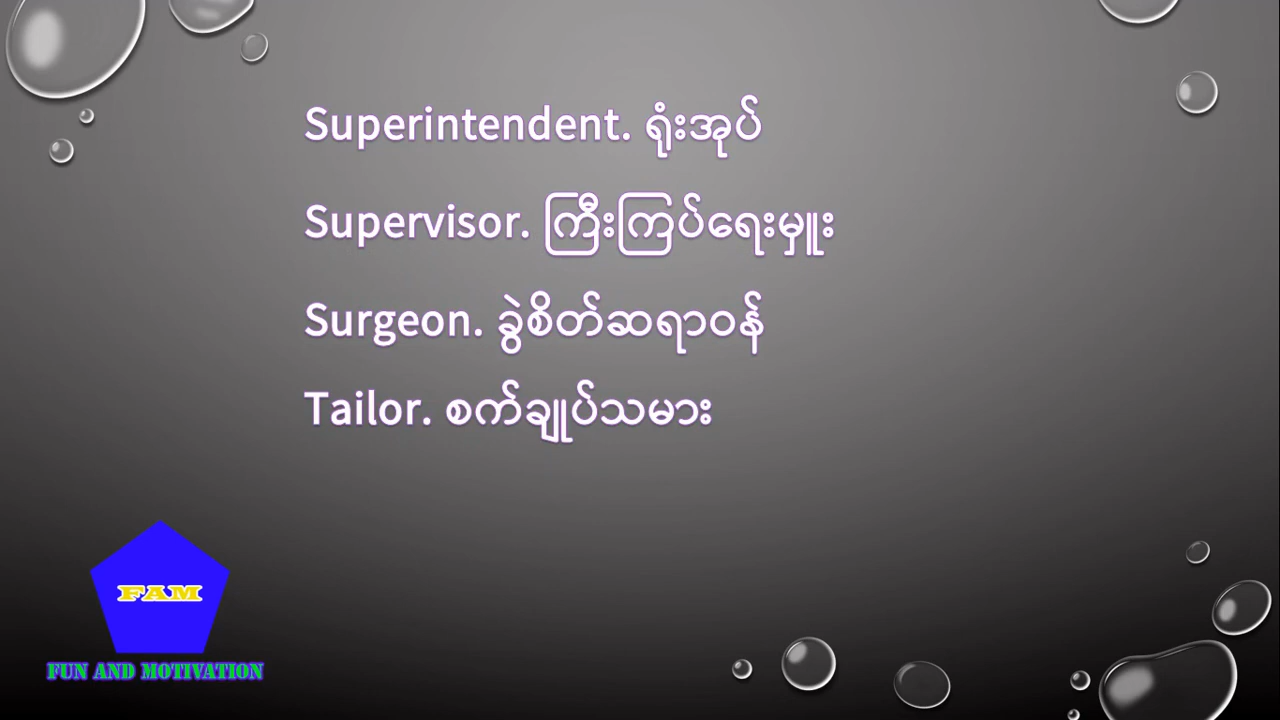 Superintendent. ရုံးအုပ်
Supervisor. ကြီးကြပ်ရေးမှူး
Surgeon. ခွဲစိတ်ဆရာဝန်
Tailor. စက်ချုပ်သမား
FAM
FUN AND MOTIVATION